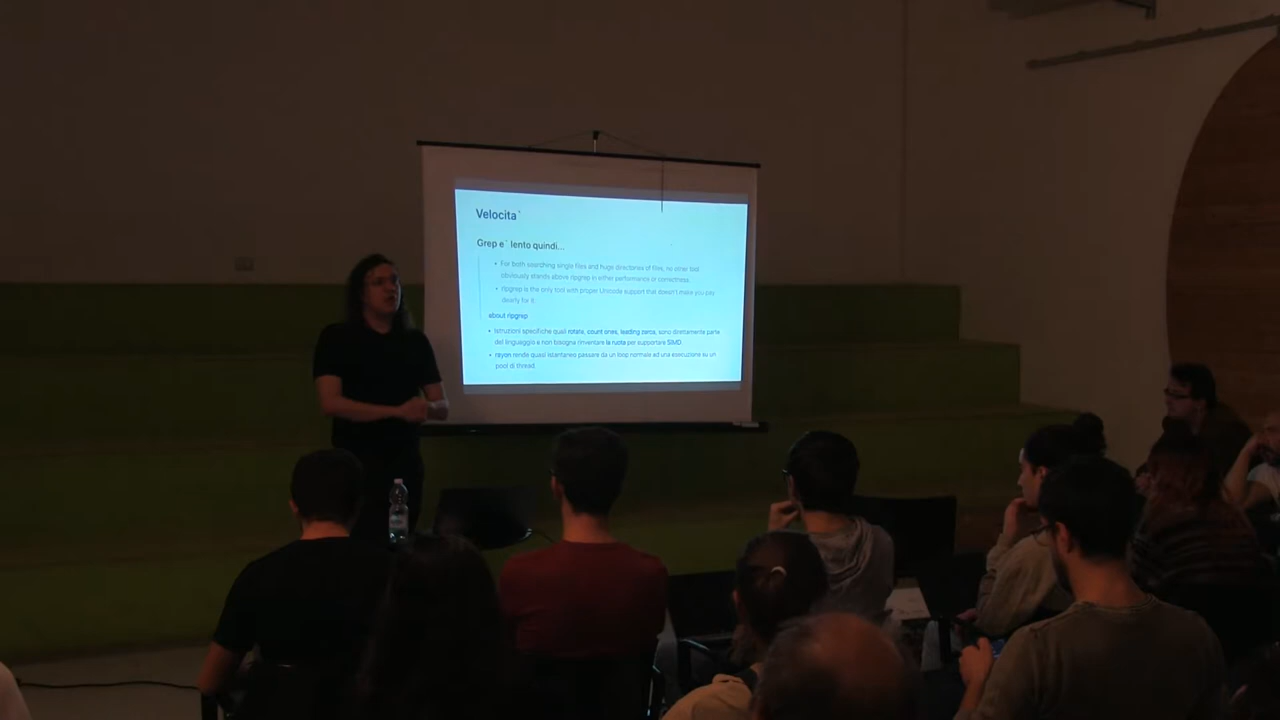 Velocita`
Grep e` lento quindi...
• For both searching single files and huge directories of files, no other tool
obviously stands above ripgrep in either performance or correctness.
• ripgrep is the only tool with proper Unicode support that doesn't make you pay
dearly for it.
about ripgrep
• Istruzioni specifiche quali rotate, count ones, leading zeros, sono direttamente parte
del linguaggio e non bisogna rinventare la ruota per supportare SIMD.
• rayon rende quasi istantaneo passare da un loop normale ad una esecuzione su un
pool di thread.